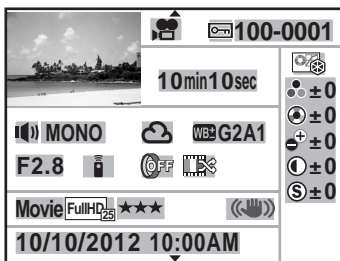 100-0001
10min10sec
±0
MONO WB± G2A1
±0
±0
F2.8 OFF
±0
S ±0
Movie FullHD 25 ★★★
10/10/2012 10:00AM